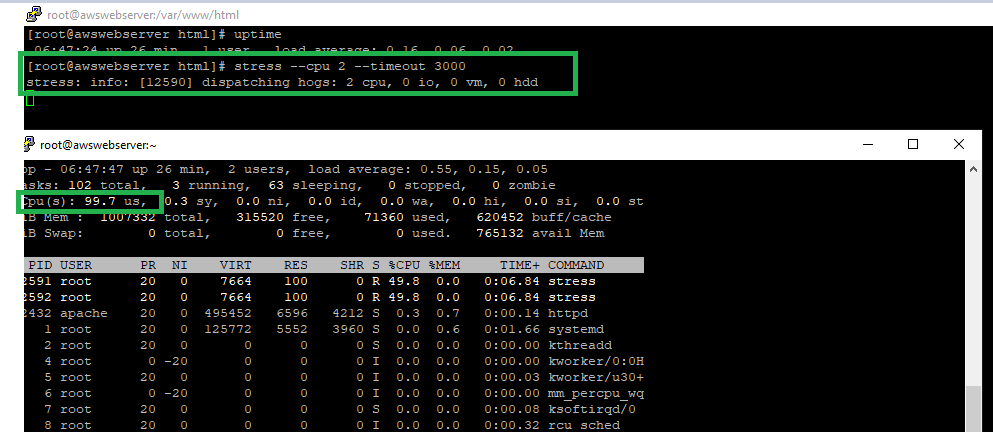 root@awswebserver:/var/www/html
[root@awswebserver html]# uptime
06:47:24 up 26 min, 1 user, load average: 0.16, 0.06, 0.02
[root@awswebserver html]# stress --cpu 2 --timeout 3000
stress: info: [12590] dispatching hogs: 2 cpu, 0 io, 0 vm, 0 hdd
root@awswebserver:~
op - 06:47:47 up 26 min, 2 users, load average: 0.55, 0.15, 0.05
asks: 102 total, 3 running, 63 sleeping, 0 stopped, 0 zombie
Cpu(s): 99.7 us, 0.3 sy, 0.0 ni, 0.0 id, 0.0 wa, 0.0 hi, 0.0 si, 0.0 st
iB Mem : 1007332 total, 315520 free, 71360 used, 620452 buff/cache
iB Swap: 0 total, 0 free, 0 used. 765132 avail Mem
PID USER PR NI VIRT RES SHR S %CPU %MEM TIME+ COMMAND
2591 root 20 0 7664 100 0 R 49.8 0.0 0:06.84 stress
2592 root 20 0 7664 100 0 R 49.8 0.0 0:06.84 stress
2432 apache 20 0 495452 6596 4212 S 0.3 0.7 0:00.14 httpd
1 root 20 0 125772 5552 3960 S 0.0 0.6 0:01.66 systemd
2 root 20 0 0 0 0 S 0.0 0.0 0:00.00 kthreadd
4 root 0 -20 0 0 0 I 0.0 0.0 0:00.00 kworker/0:0H
5 root 20 0 0 0 0 I 0.0 0.0 0:00.03 kworker/u30+
6 root 0 -20 0 0 0 I 0.0 0.0 0:00.00 mm_percpu_wq
7 root 20 0 0 0 0 S 0.0 0.0 0:00.08 ksoftirqd/0
8 root 20 0 0 0 0 I 0.0 0.0 0:00.32 rcu_sched